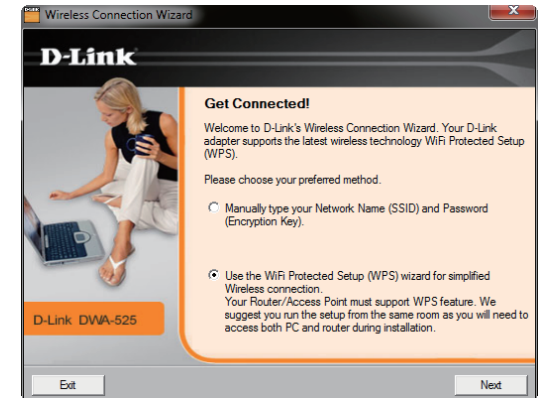 Wireless Connection Wizard
D-Link
Get Connected!
Welcome to D-Link's Wireless Connection Wizard. Your D-Link
adapter supports the latest wireless technology WiFi Protected Setup
(WPS).
Please choose your preferred method.
Manually type your Network Name (SSID) and Password
(Encryption Key).
Use the WiFi Protected Setup (WPS) wizard for simplified
Wireless connection.
Your Router/Access Point must support WPS feature. We
suggest you run the setup from the same room as you will need to
access both PC and router during installation.
D-Link DWA-525
Exit
Next